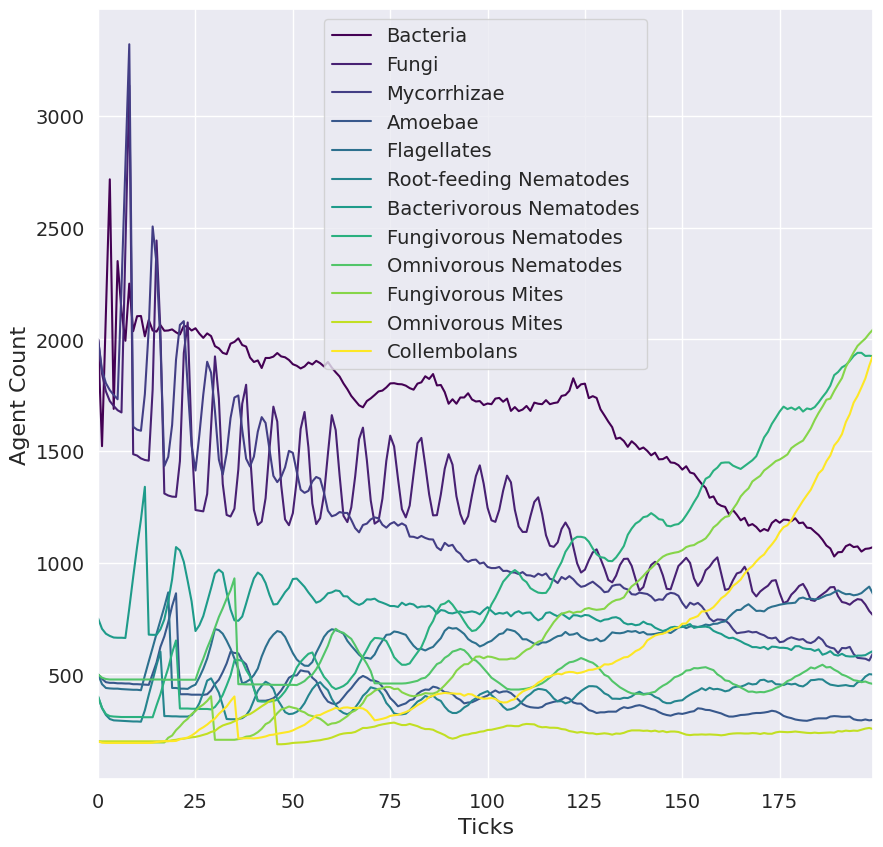 Bacteria
Fungi
Mycorrhizae
Amoebae
Flagellates
Root-feeding Nematodes
Bacterivorous Nematodes
Fungivorous Nematodes
Omnivorous Nematodes
Fungivorous Mites
Omnivorous Mites
Collembolans
3000
2500
2000
1500
1000
500
Agent Count
0 25 50 75 100 125 150 175
Ticks